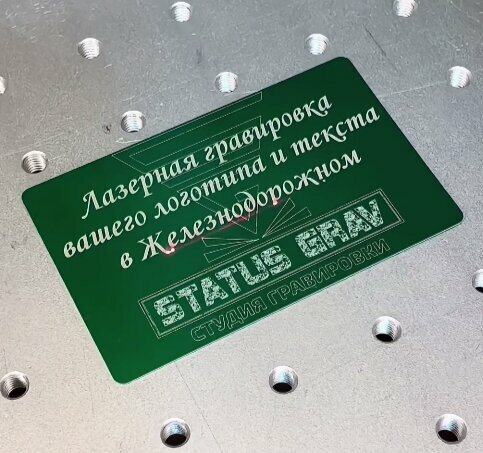 Лазерная гравировка
вашего логотипа и текста
в Железнодорожном
STATUS GRAV
СТУДИЯ ГРАВИРОВКИ